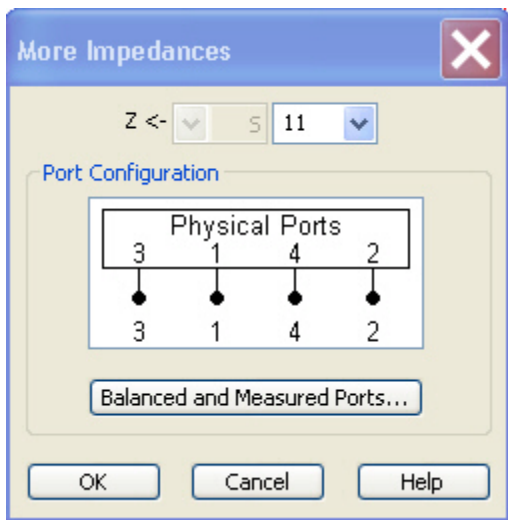 More Impedances
Z <- S 11
Port Configuration
Physical Ports
3 1 4 2
3 1 4 2
Balanced and Measured Ports...
OK Cancel Help